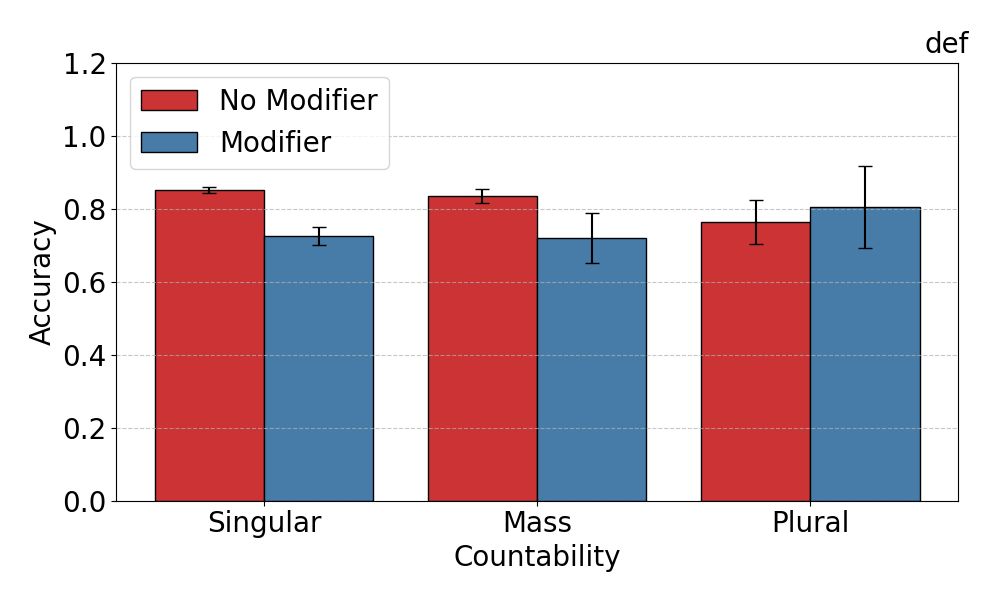 def
1.2
1.0
0.8
0.6
0.4
0.2
0.0
Accuracy
No Modifier
Modifier
Singular
Mass
Plural
Countability